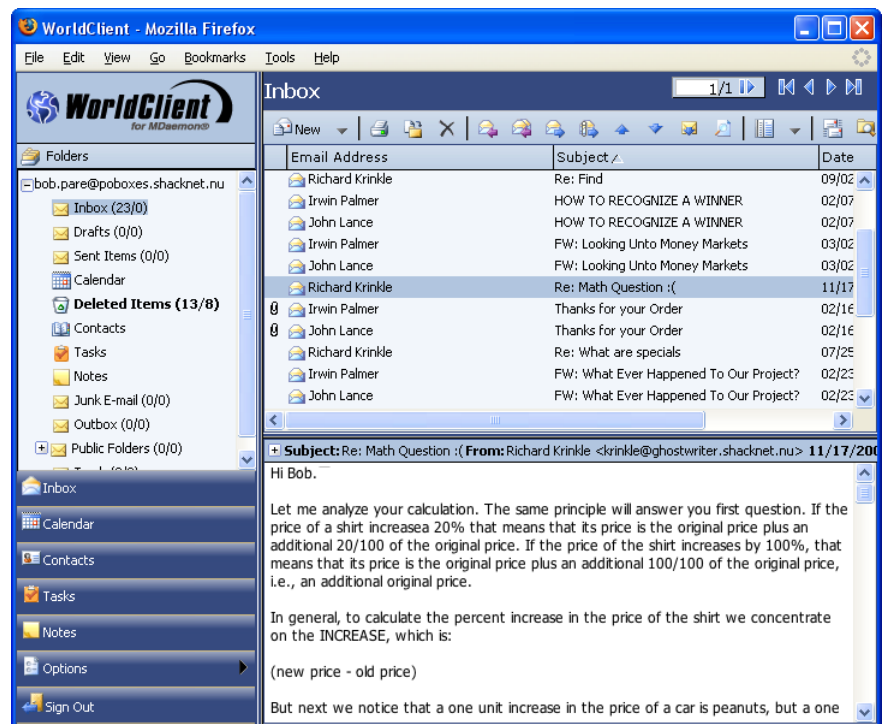 WorldClient - Mozilla Firefox
File Edit View Go Bookmarks Tools Help
WorldClient
for MDaemon®
Folders
bob.pare@poboxes.shacknet.nu
Inbox (23/0)
Drafts (0/0)
Sent Items (0/0)
Calendar
Deleted Items (13/8)
Contacts
Tasks
Notes
Junk E-mail (0/0)
Outbox (0/0)
Public Folders (0/0)
Inbox
Calendar
Contacts
Tasks
Notes
Options
Sign Out
Inbox 1/1
New
Email Address Subject Date
Richard Krinkle Re: Find 09/02
Irwin Palmer HOW TO RECOGNIZE A WINNER 02/07
John Lance HOW TO RECOGNIZE A WINNER 02/07
Irwin Palmer FW: Looking Unto Money Markets 03/02
John Lance FW: Looking Unto Money Markets 03/02
Richard Krinkle Re: Math Question :( 11/17
Irwin Palmer Thanks for your Order 02/16
John Lance Thanks for your Order 02/16
Richard Krinkle Re: What are specials 07/25
Irwin Palmer FW: What Ever Happened To Our Project? 02/23
John Lance FW: What Ever Happened To Our Project? 02/23
Subject: Re: Math Question :( From: Richard Krinkle <krinkle@ghostwriter.shacknet.nu> 11/17/200
Hi Bob.
Let me analyze your calculation. The same principle will answer you first question. If the
price of a shirt increasea 20% that means that its price is the original price plus an
additional 20/100 of the original price. If the price of the shirt increases by 100%, that
means that its price is the original price plus an additional 100/100 of the original price,
i.e., an additional original price.
In general, to calculate the percent increase in the price of the shirt we concentrate
on the INCREASE, which is:
(new price - old price)
But next we notice that a one unit increase in the price of a car is peanuts, but a one